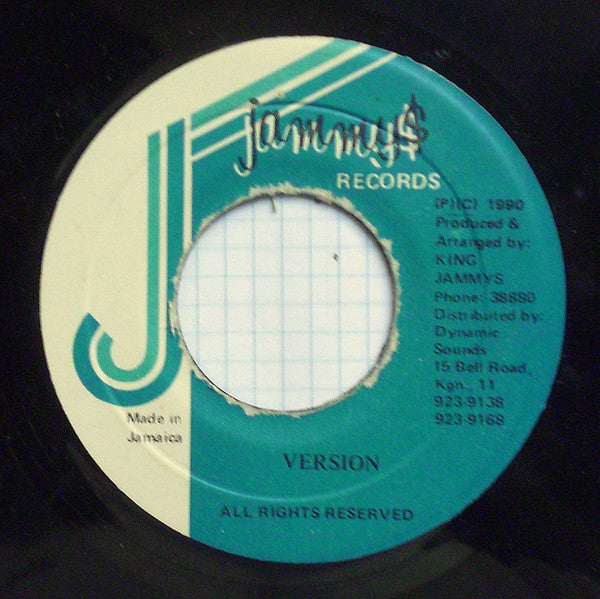 jammy$
RECORDS
(P)(C) 1990
Produced &
Arranged by:
KING
JAMMYS
Phone: 38680
Distributed by:
Dynamic
Sounds
15 Bell Road,
Kgn., 11
923-9138
923-9168
Made in
Jamaica
VERSION
ALL RIGHTS RESERVED